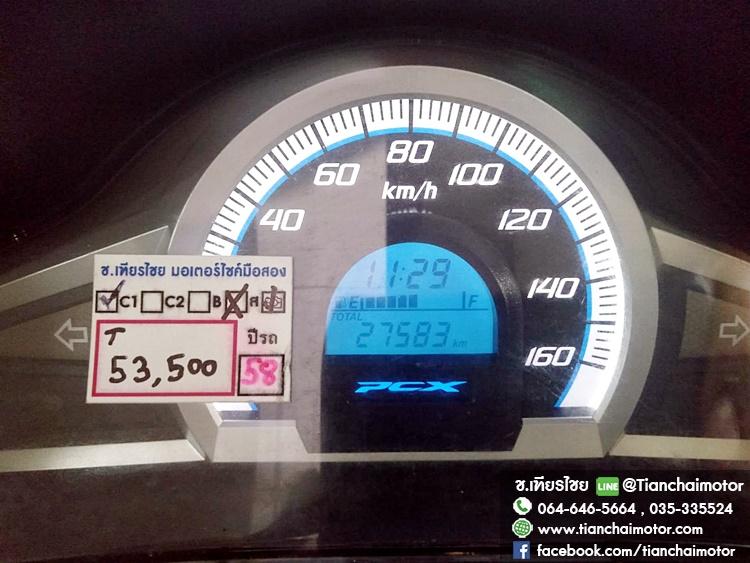 80
60
100
km/h
40
120
ช.เทียรไชย มอเตอร์ไซค์มือสอง
C1 C2 B ส
11:29
E F
140
T
ปีรถ
TOTAL
53,500
58
27583 km
160
PCX
ช.เทียรไชย LINE @Tianchaimotor
064-646-5664 , 035-335524
www.tianchaimotor.com
facebook.com/tianchaimotor